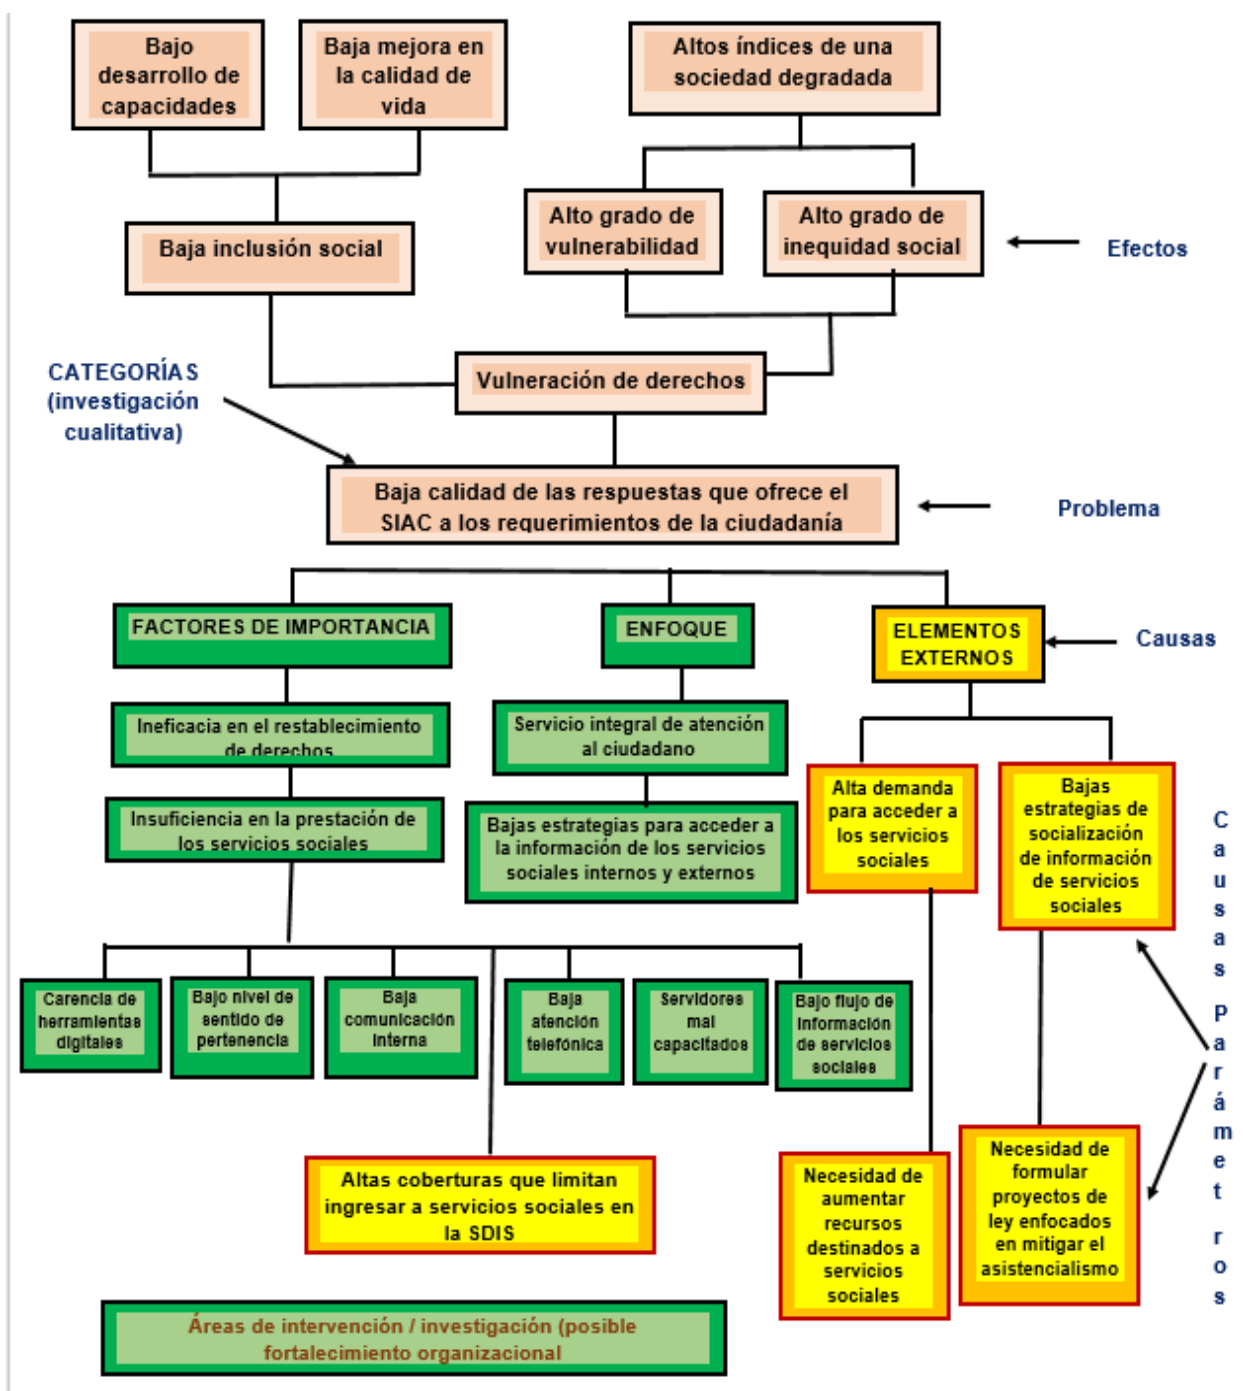 Bajo
desarrollo de
capacidades
Baja mejora en
la calidad de
vida
Altos índices de una
sociedad degradada
Baja inclusión social
Alto grado de
vulnerabilidad
Alto grado de
inequidad social
Efectos
Vulneración de derechos
CATEGORÍAS
(investigación
cualitativa)
Baja calidad de las respuestas que ofrece el
SIAC a los requerimientos de la ciudadanía
Problema
FACTORES DE IMPORTANCIA
ENFOQUE
ELEMENTOS
EXTERNOS
Causas
Ineficacia en el restablecimiento
de derechos
Servicio integral de atención
al ciudadano
Insuficiencia en la prestación de
los servicios sociales
Bajas estrategias para acceder a
la información de los servicios
sociales internos y externos
Alta demanda
para acceder a
los servicios
sociales
Bajas
estrategias de
socialización
de información
de servicios
sociales
Carencia de
herramientas
digitales
Bajo nivel de
sentido de
pertenencia
Baja
comunicación
interna
Baja
atención
telefónica
Servidores
mal
capacitados
Bajo flujo de
información
de servicios
sociales
Causas Parámet ros
Altas coberturas que limitan
ingresar a servicios sociales en
la SDIS
Necesidad de
aumentar
recursos
destinados a
servicios
sociales
Necesidad de
formular
proyectos de
ley enfocados
en mitigar el
asistencialismo
Áreas de intervención / investigación (posible
fortalecimiento organizacional